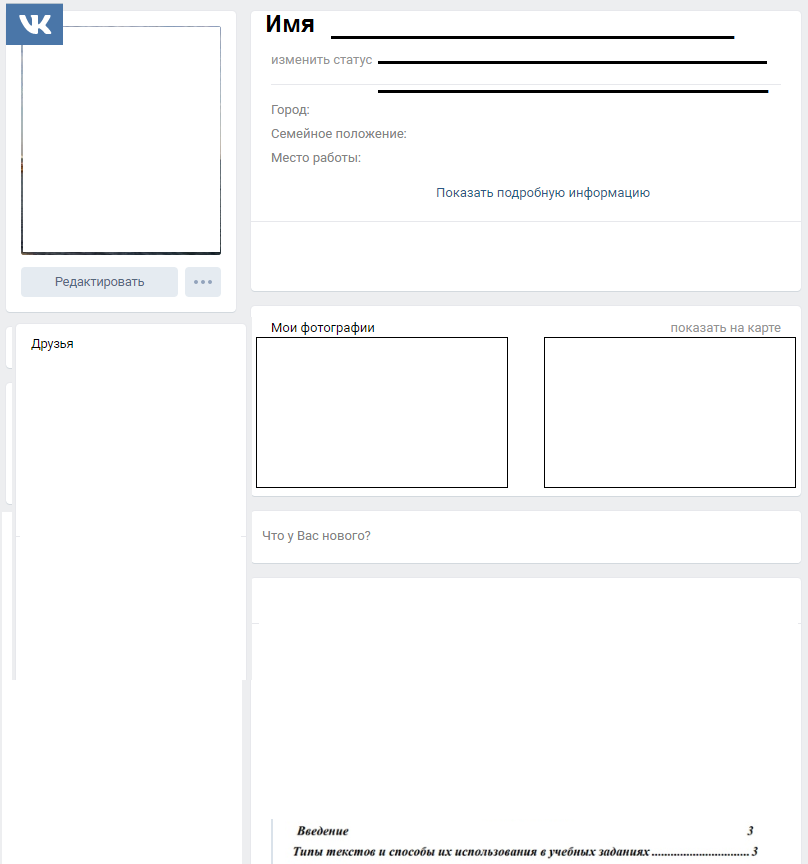 VK
Имя
изменить статус
Город:
Семейное положение:
Место работы:
Показать подробную информацию
Редактировать
Друзья
Мои фотографии показать на карте
Что у Вас нового?
Введение 3
Типы текстов и способы их использования в учебных заданиях ............................... 3